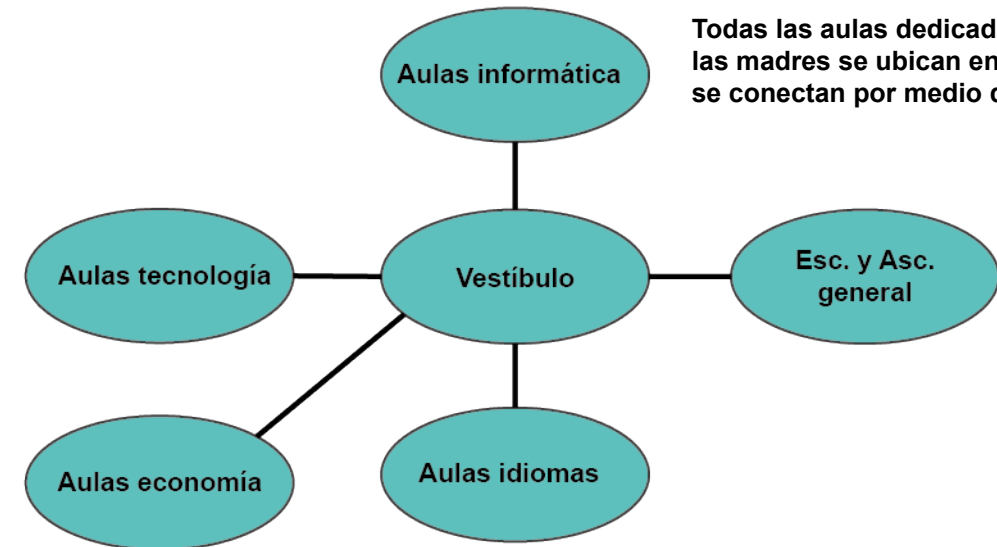 Todas las aulas
las madres se ubican en
se conectan por medio
Aulas informática
Aulas tecnología
Vestíbulo
Esc. y Asc.
general
Aulas economía
Aulas idiomas